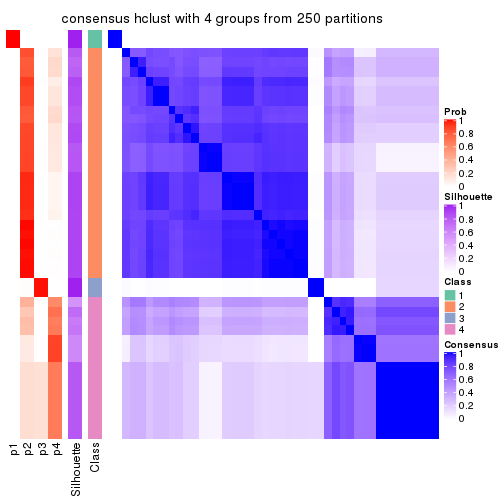 consensus hclust with 4 groups from 250 partitions
Prob
1
0.8
0.6
0.4
0.2
0
Silhouette
1
0.8
0.6
0.4
0.2
0
Class
1
2
3
4
Consensus
1
0.8
0.6
0.4
0.2
0
p1
p2
p3
p4
Silhouette
Class